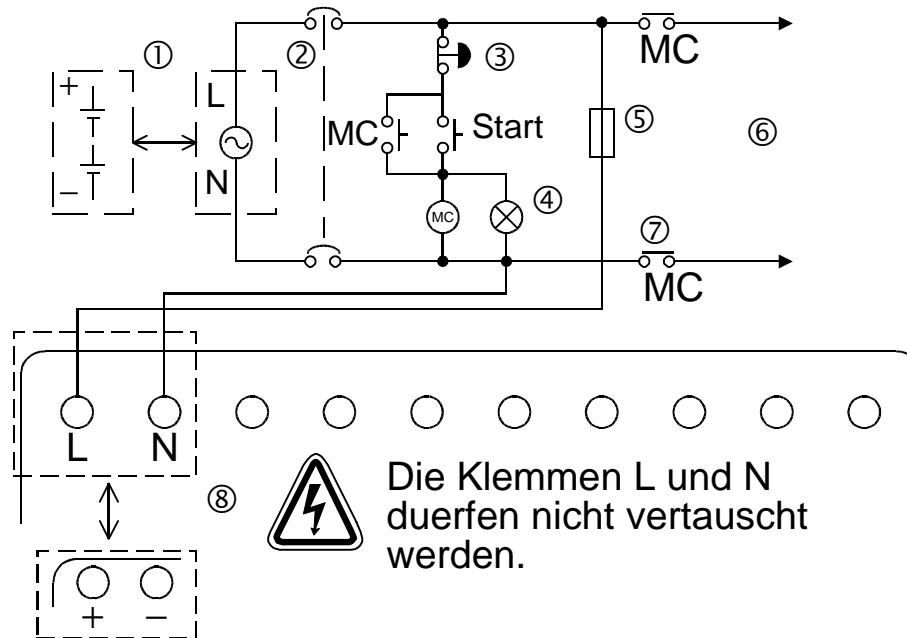 ① ② ③ MC
+ L MC Start ⑤ ⑥
− N MC ④ ⑦
MC
L N
⑧ Die Klemmen L und N
duerfen nicht vertauscht
werden.
+ −